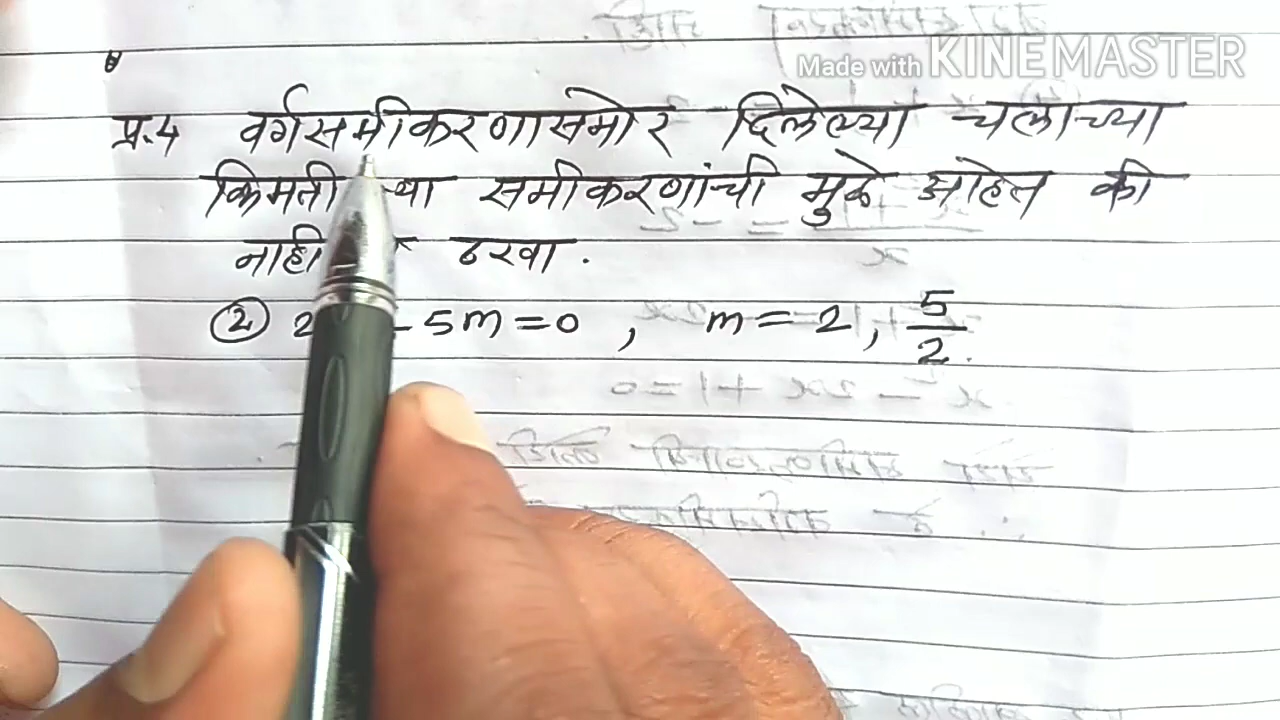 Made with KINEMASTER
प्र.4 वर्गसमीकरणासमोर दिलेल्या चलाच्या
किमती त्या समीकरणांची मुळे आहेत की
नाही ठरवा.
② 2 - 5m = 0 , m = 2, 5/2.